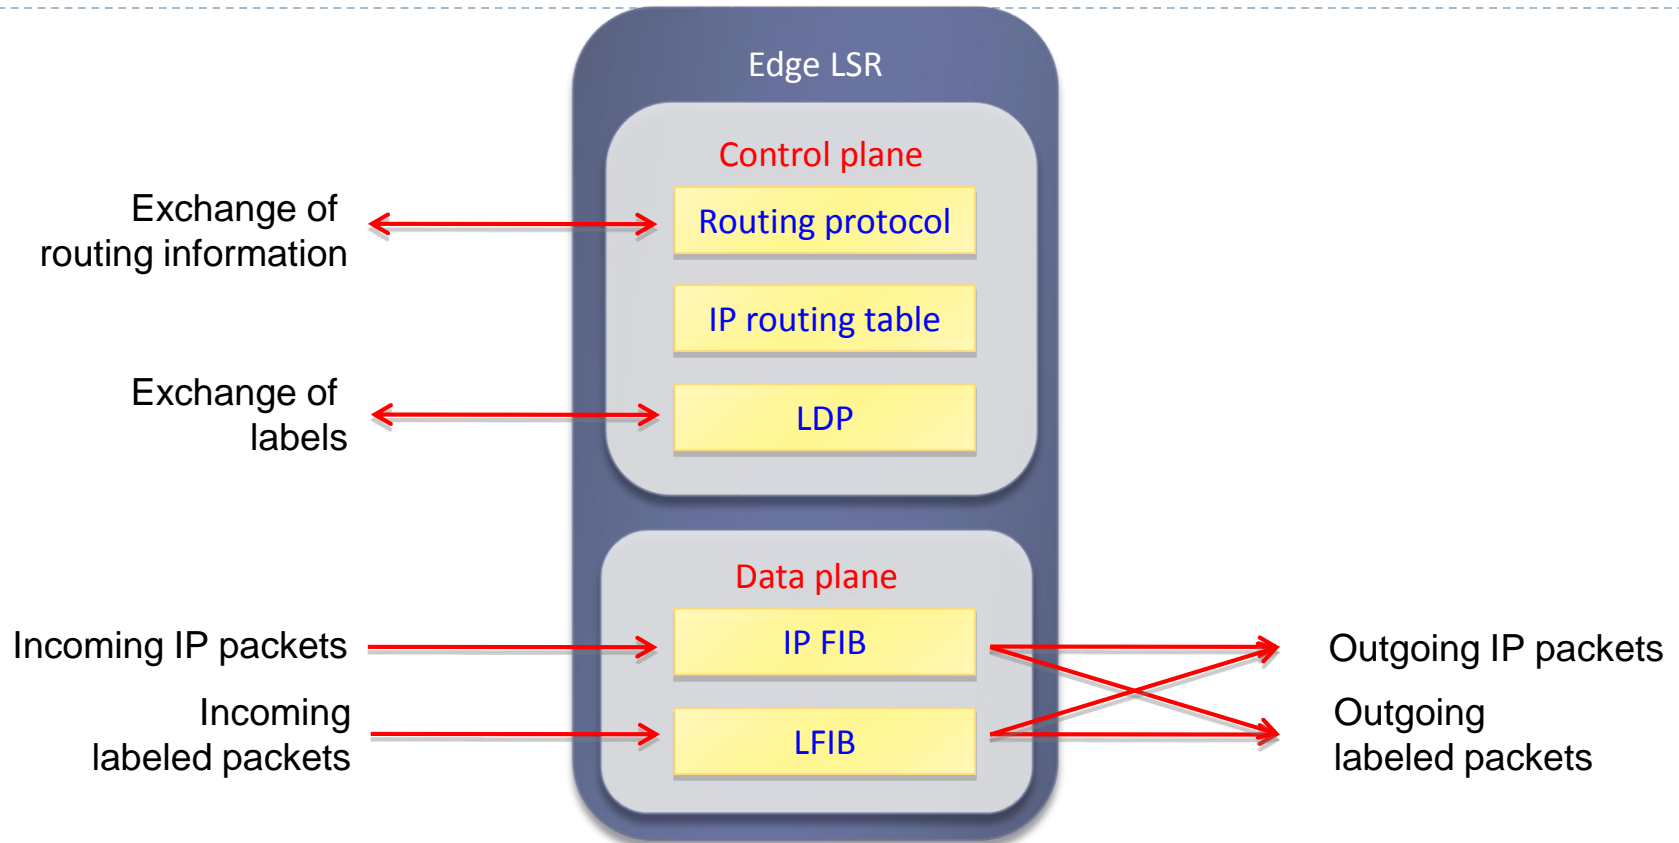 Edge LSR
Control plane
Exchange of
routing information
Routing protocol
IP routing table
Exchange of
labels
LDP
Data plane
Incoming IP packets
IP FIB
Outgoing IP packets
Incoming
labeled packets
LFIB
Outgoing
labeled packets